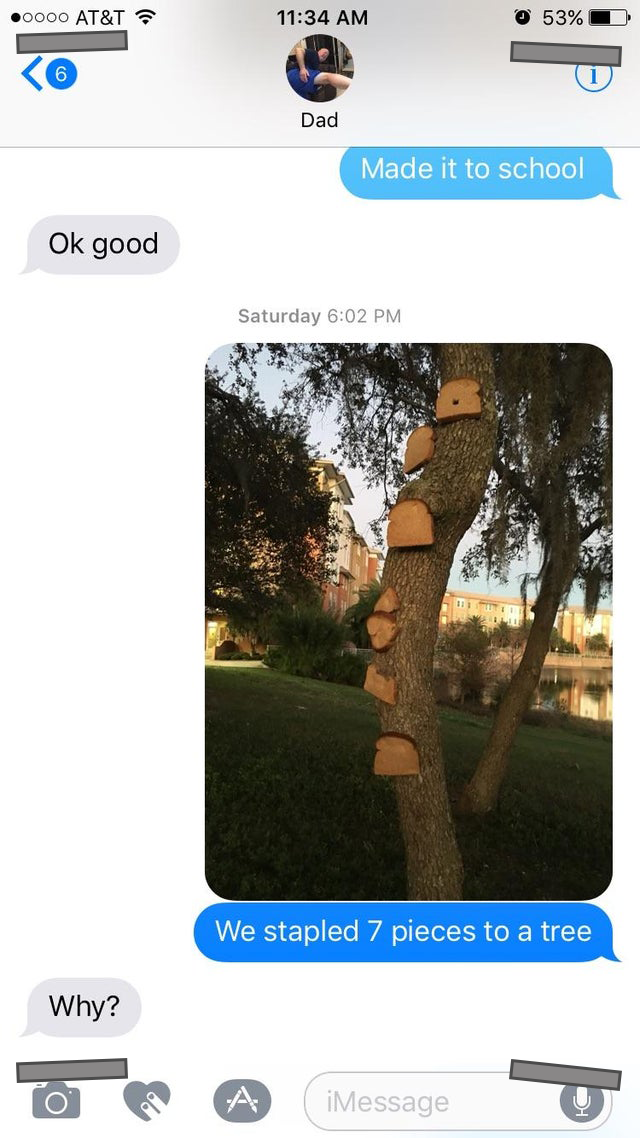 AT&T 11:34 AM 53%
6
i
Dad
Made it to school
Ok good
Saturday 6:02 PM
We stapled 7 pieces to a tree
Why?
iMessage